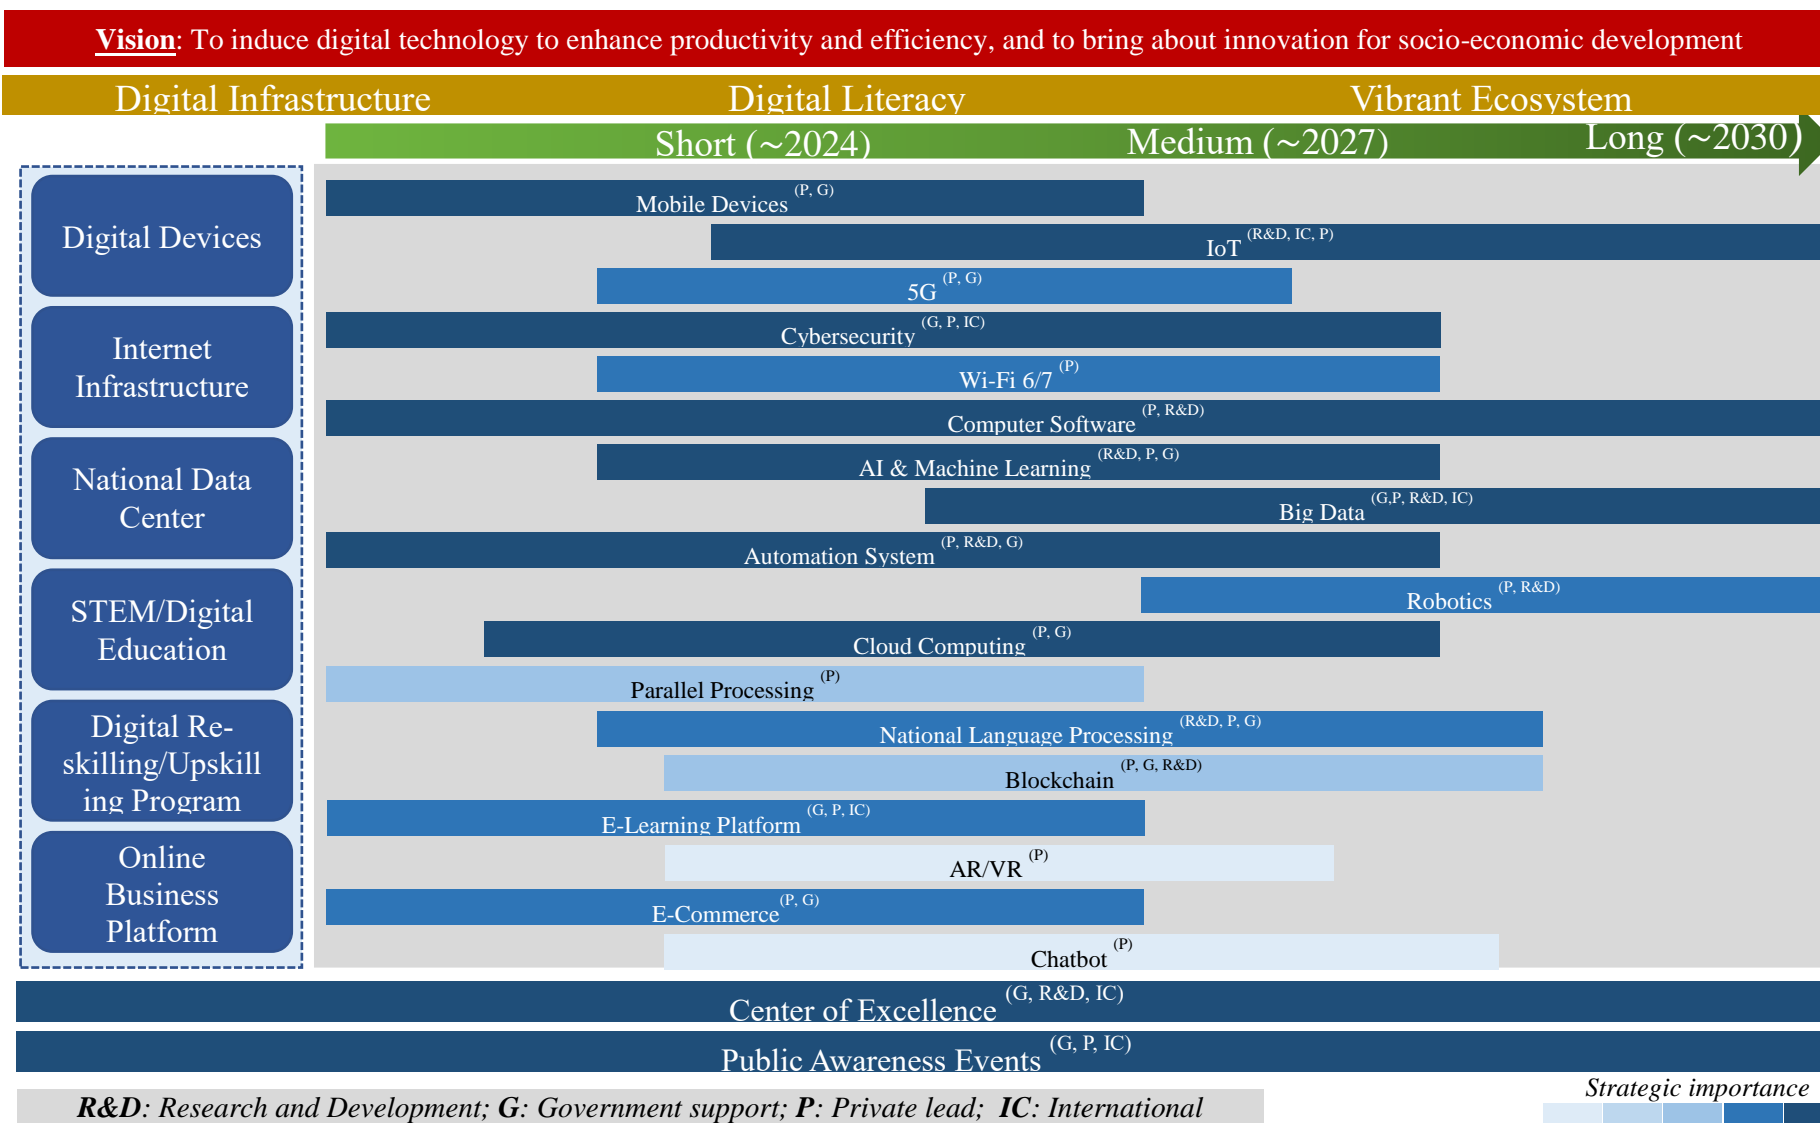 Vision: To induce digital technology to enhance productivity and efficiency, and to bring about innovation for socio-economic development
Digital Infrastructure
Digital Literacy
Vibrant Ecosystem
Short (~2024)
Medium (~2027)
Long (~2030)
Digital Devices
Internet
Infrastructure
National Data
Center
STEM/Digital
Education
Digital Re-
skilling/Upskill
ing Program
Online
Business
Platform
Mobile Devices (P, G)
IoT (R&D, IC, P)
5G (P, G)
Cybersecurity (G, P, IC)
Wi-Fi 6/7 (P)
Computer Software (P, R&D)
AI & Machine Learning (R&D, P, G)
Big Data (G,P, R&D, IC)
Automation System (P, R&D, G)
Robotics (P, R&D)
Cloud Computing (P, G)
Parallel Processing (P)
National Language Processing (R&D, P, G)
Blockchain (P, G, R&D)
E-Learning Platform (G, P, IC)
AR/VR (P)
E-Commerce (P, G)
Chatbot (P)
Center of Excellence (G, R&D, IC)
Public Awareness Events (G, P, IC)
Strategic importance
R&D: Research and Development; G: Government support; P: Private lead; IC: International